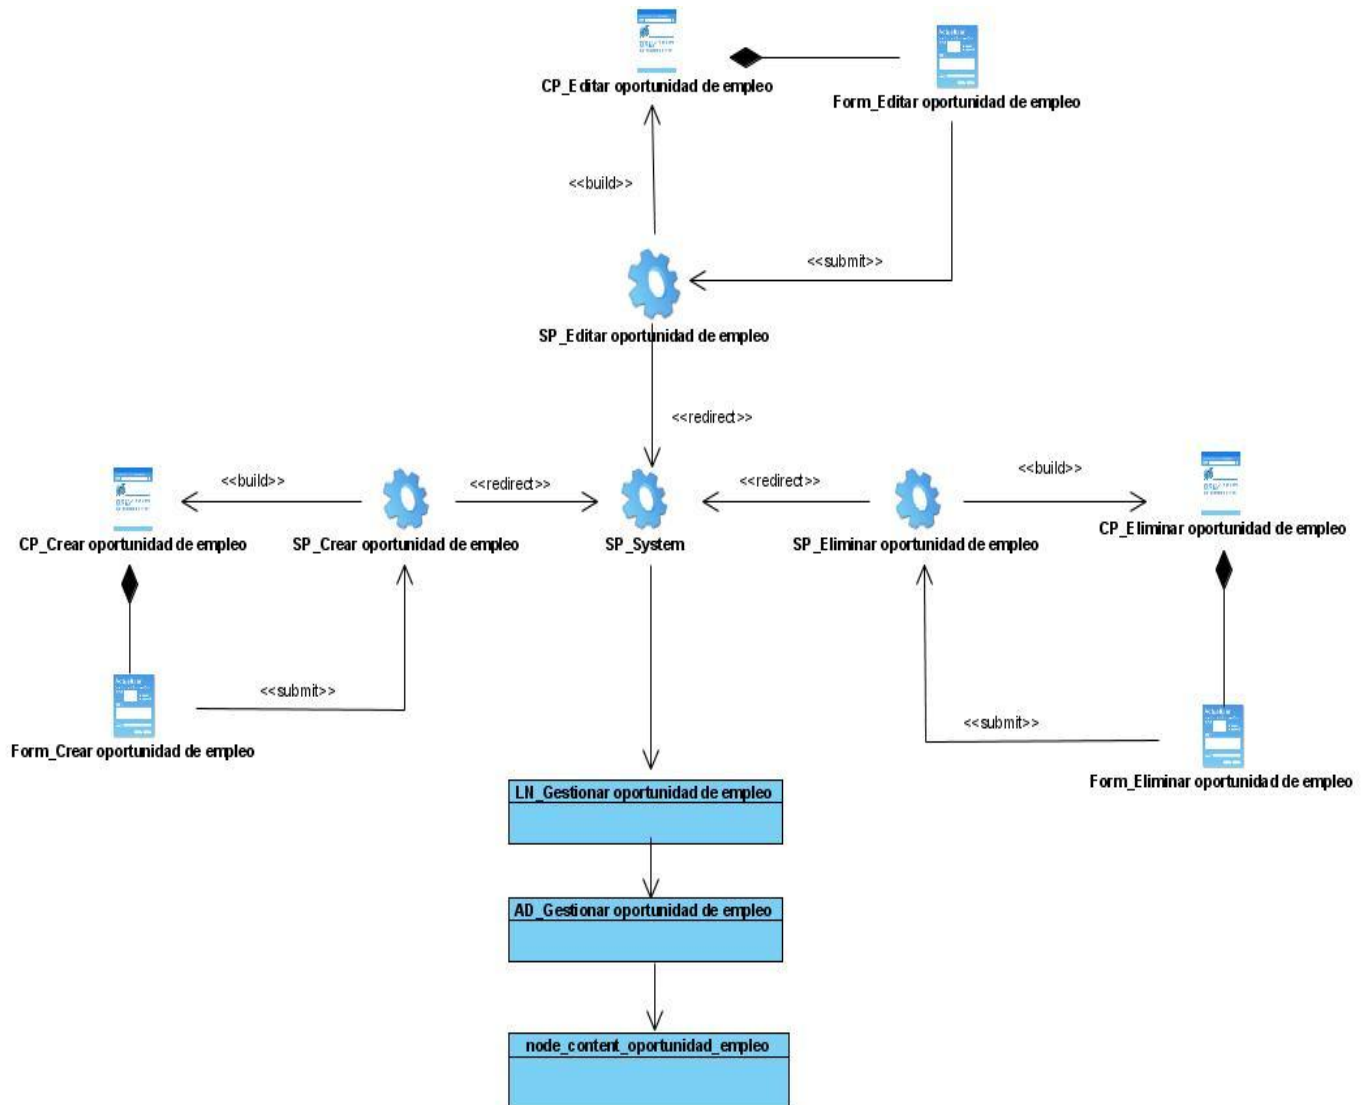 CP_Editar oportunidad de empleo
Form_Editar oportunidad de empleo
<<build>>
<<submit>>
SP_Editar oportunidad de empleo
<<redirect>>
<<build>>
<<redirect>>
<<redirect>>
<<build>>
CP_Crear oportunidad de empleo
SP_Crear oportunidad de empleo
SP_System
SP_Eliminar oportunidad de empleo
CP_Eliminar oportunidad de empleo
<<submit>>
<<submit>>
Form_Crear oportunidad de empleo
Form_Eliminar oportunidad de empleo
LN_Gestionar oportunidad de empleo
AD_Gestionar oportunidad de empleo
node_content_oportunidad_empleo